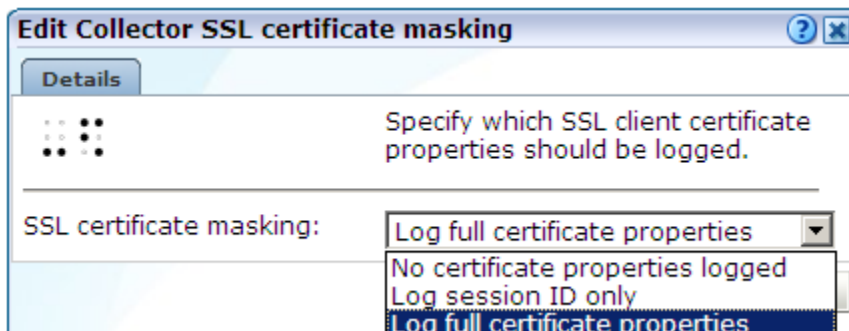 Edit Collector SSL certificate masking
Details
Specify which SSL client certificate
properties should be logged.
SSL certificate masking:
Log full certificate properties
No certificate properties logged
Log session ID only
Log full certificate properties